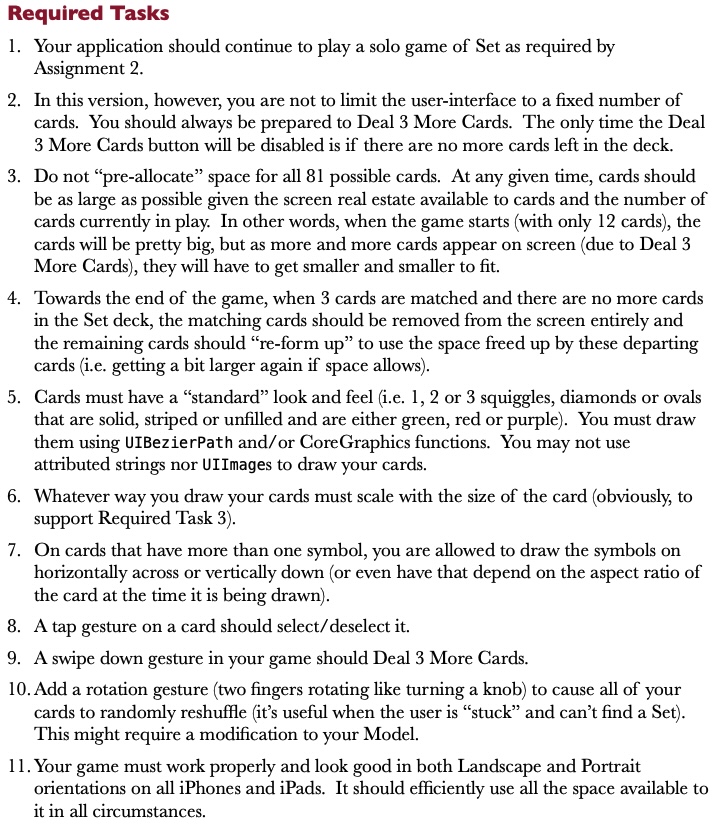 Required Tasks
1. Your application should continue to play a solo game of Set as required by
Assignment 2.
2. In this version, however, you are not to limit the user-interface to a fixed number of
cards. You should always be prepared to Deal 3 More Cards. The only time the Deal
3 More Cards button will be disabled is if there are no more cards left in the deck.
3. Do not “pre-allocate” space for all 81 possible cards. At any given time, cards should
be as large as possible given the screen real estate available to cards and the number of
cards currently in play. In other words, when the game starts (with only 12 cards), the
cards will be pretty big, but as more and more cards appear on screen (due to Deal 3
More Cards), they will have to get smaller and smaller to fit.
4. Towards the end of the game, when 3 cards are matched and there are no more cards
in the Set deck, the matching cards should be removed from the screen entirely and
the remaining cards should “re-form up” to use the space freed up by these departing
cards (i.e. getting a bit larger again if space allows).
5. Cards must have a “standard” look and feel (i.e. 1, 2 or 3 squiggles, diamonds or ovals
that are solid, striped or unfilled and are either green, red or purple). You must draw
them using UIBezierPath and/or CoreGraphics functions. You may not use
attributed strings nor UIImages to draw your cards.
6. Whatever way you draw your cards must scale with the size of the card (obviously, to
support Required Task 3).
7. On cards that have more than one symbol, you are allowed to draw the symbols on
horizontally across or vertically down (or even have that depend on the aspect ratio of
the card at the time it is being drawn).
8. A tap gesture on a card should select/deselect it.
9. A swipe down gesture in your game should Deal 3 More Cards.
10. Add a rotation gesture (two fingers rotating like turning a knob) to cause all of your
cards to randomly reshuffle (it’s useful when the user is “stuck” and can’t find a Set).
This might require a modification to your Model.
11. Your game must work properly and look good in both Landscape and Portrait
orientations on all iPhones and iPads. It should efficiently use all the space available to
it in all circumstances.